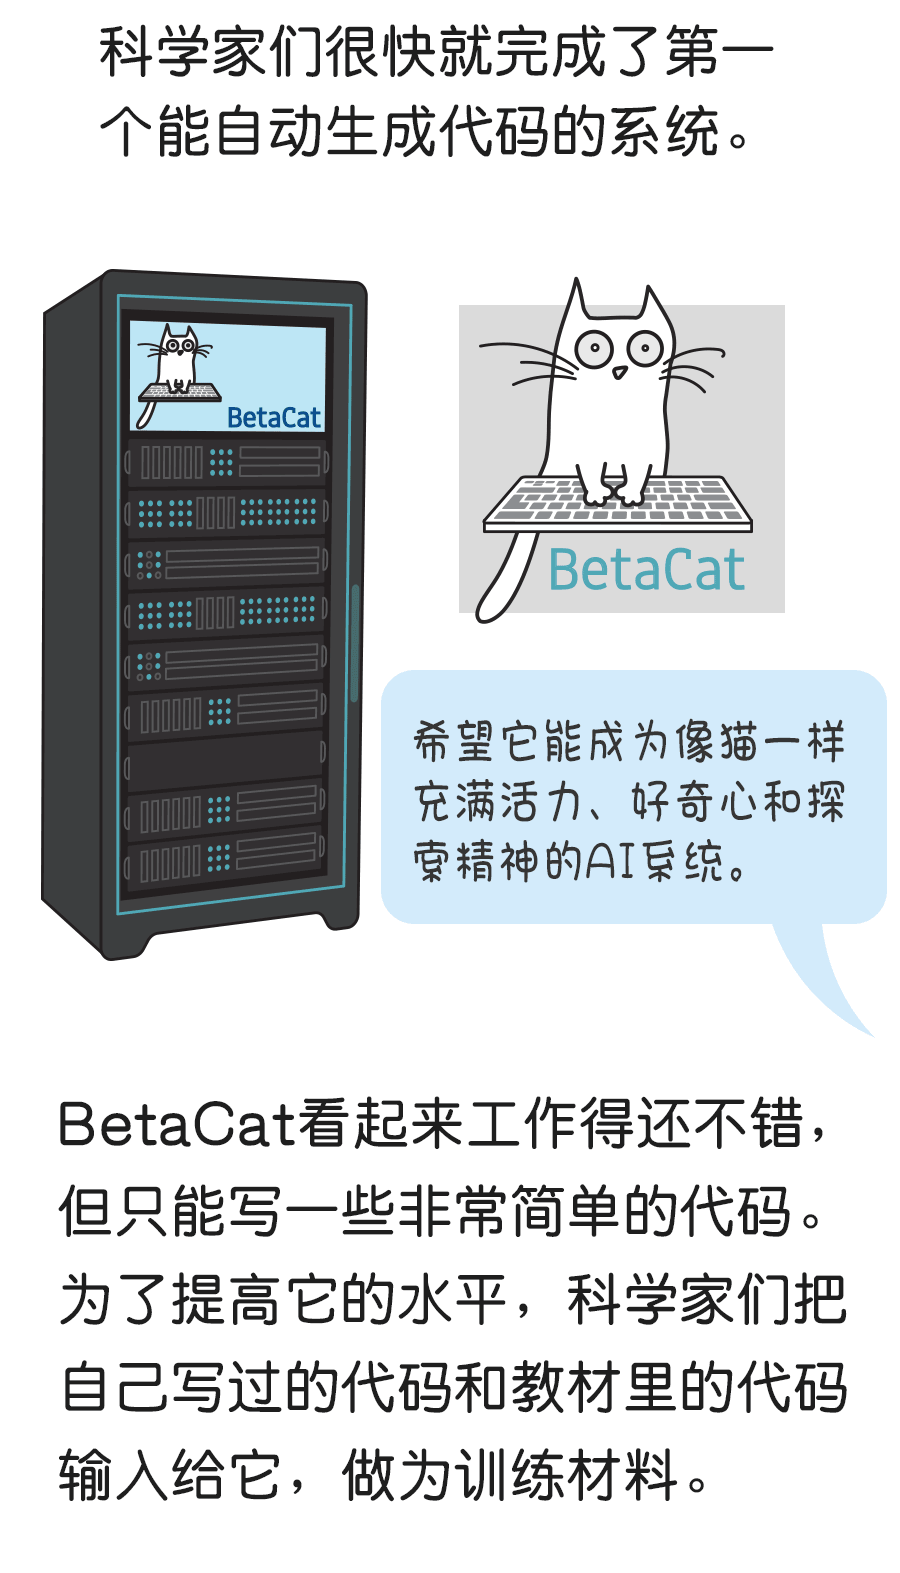 科学家们很快就完成了第一
个能自动生成代码的系统。
BetaCat
BetaCat
希望它能成为像猫一样
充满活力、好奇心和探
索精神的AI系统。
BetaCat看起来工作得还不错，
但只能写一些非常简单的代码。
为了提高它的水平，科学家们把
自己写过的代码和教材里的代码
输入给它，做为训练材料。